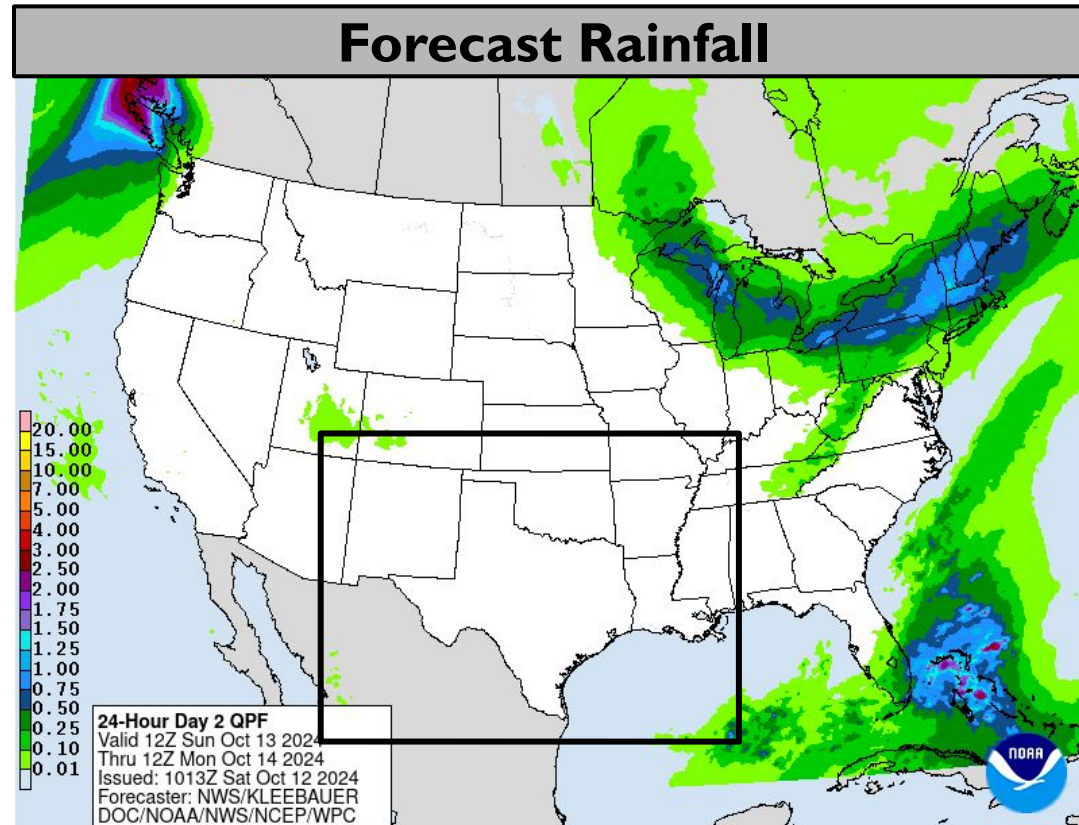 Forecast Rainfall
20.00
15.00
10.00
7.00
5.00
4.00
3.00
2.50
2.00
1.75
1.50
1.25
1.00
0.75
0.50
0.25
0.10
0.01
24-Hour Day 2 QPF
Valid 12Z Sun Oct 13 2024
Thru 12Z Mon Oct 14 2024
Issued: 1013Z Sat Oct 12 2024
Forecaster: NWS/KLEEBAUER
DOC/NOAA/NWS/NCEP/WPC
NOAA